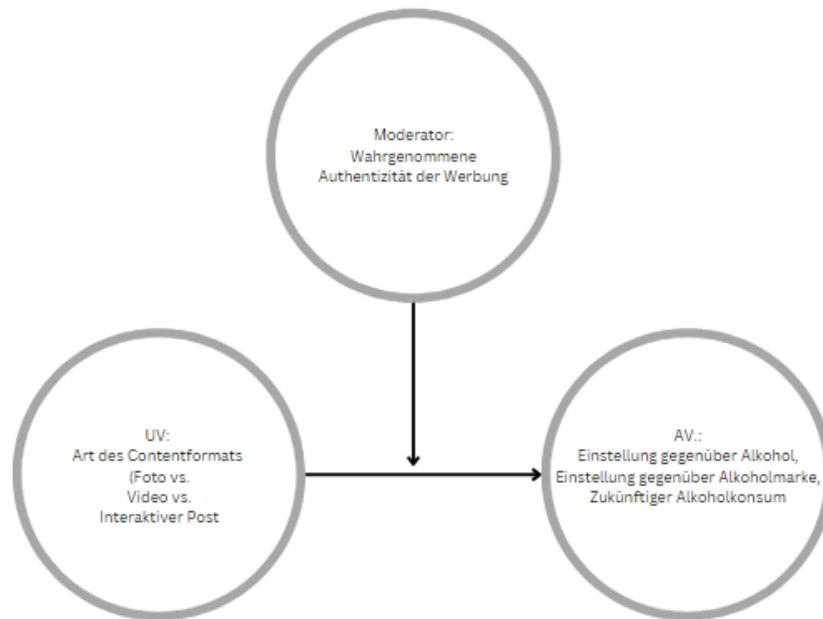 Moderator:
Wahrgenommene
Authentizität der Werbung
UV:
Art des Contentformats
(Foto vs.
Video vs.
Interaktiver Post
AV.:
Einstellung gegenüber Alkohol,
Einstellung gegenüber Alkoholmarke,
Zukünftiger Alkoholkonsum